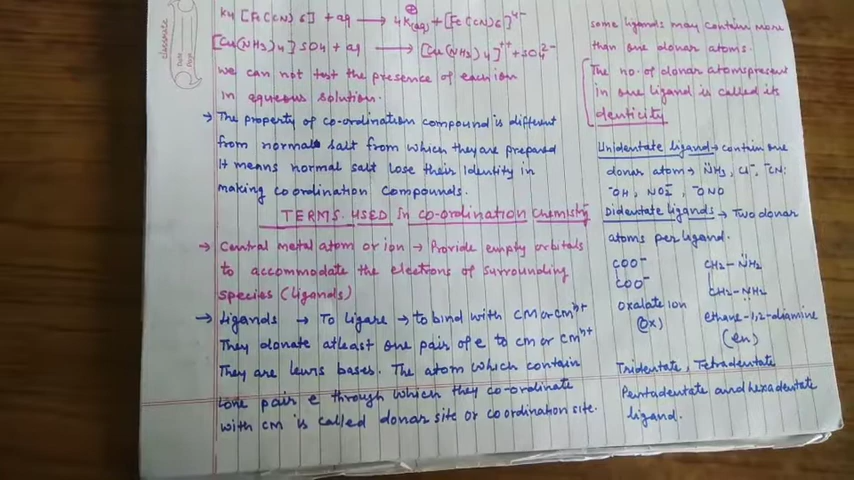 classmate
Date
Page
K4 [Fe(CN)6] + aq → 4K⊕(aq) + [Fe(CN)6]4-
[Cu(NH3)4]SO4 + aq → [Cu(NH3)4]++ + SO42-
we can not test the presence of each ion
in aqueous solution.
→ The property of co-ordination compound is different
from normal salt from which they are prepared
It means normal salt lose their identity in
making coordination compounds.
TERMS USED In co-ordination chemistry
→ Central metal atom or ion → Provide empty orbitals
to accommodate the electrons of surrounding
species (ligands)
→ Ligands → To ligare → to bind with CM or CMn+
They donate atleast one pair of e to CM or CMn+
They are lewis bases. The atom which contain
lone pair e through which they co-ordinate
with CM is called donar site or coordination site.
some ligands may contain more
than one donar atoms.
The no. of donar atoms present
in one ligand is called its
denticity
Unidentate ligand → contain one
donar atom → N̈H3, Cl-, -CN:
-OH, NO2-, -ONO
Didentate ligands → Two donar
atoms per ligand.
COO- CH2-N̈H2
COO- CH2-N̈H2
oxalate ion ethane-1,2-diamine
(ox) (en)
Tridentate, Tetradentate
Pentadentate and hexadentate
ligand.